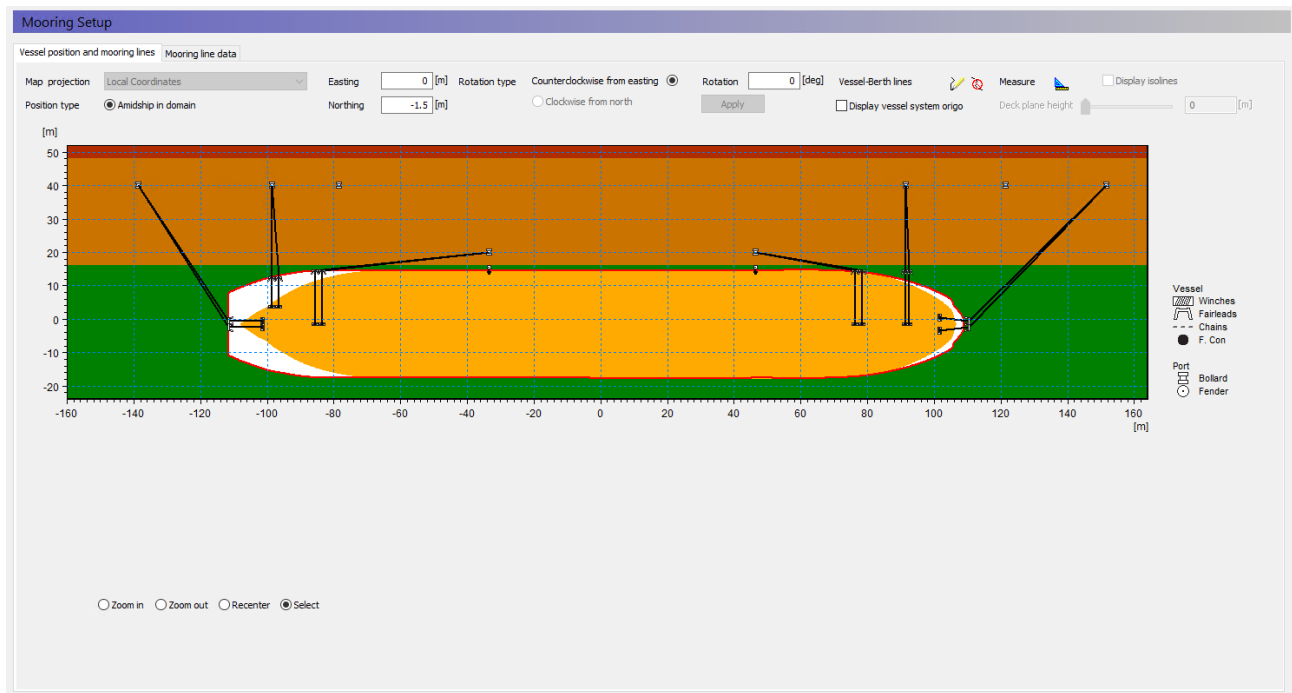 Mooring Setup
Vessel position and mooring lines Mooring line data
Map projection Local Coordinates Easting 0 [m] Rotation type Counterclockwise from easting Rotation 0 [deg] Vessel-Berth lines Measure Display isolines
Position type Amidship in domain Northing -1.5 [m] Clockwise from north Apply Display vessel system origo Deck plane height 0 [m]
[m]
50
40
30
20
10
0
-10
-20
-160 -140 -120 -100 -80 -60 -40 -20 0 20 40 60 80 100 120 140 160
[m]
Vessel
Winches
Fairleads
Chains
F. Con
Port
Bollard
Fender
Zoom in Zoom out Recenter Select